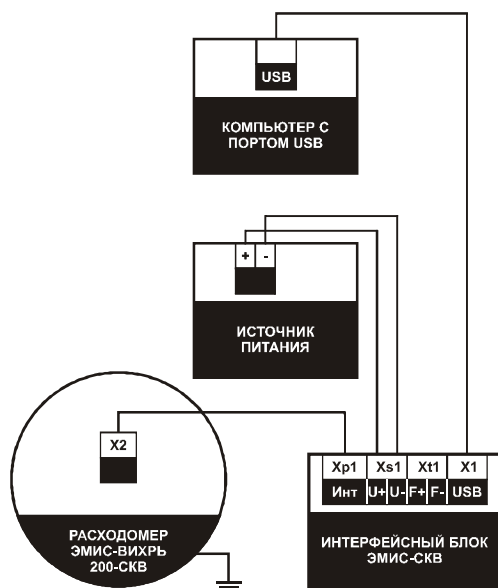 USB
КОМПЬЮТЕР С
ПОРТОМ USB
+ -
ИСТОЧНИК
ПИТАНИЯ
X2
РАСХОДОМЕР
ЭМИС-ВИХРЬ
200-СКВ
Xp1 Xs1 Xt1 X1
Инт U+ U- F+ F- USB
ИНТЕРФЕЙСНЫЙ БЛОК
ЭМИС-СКВ